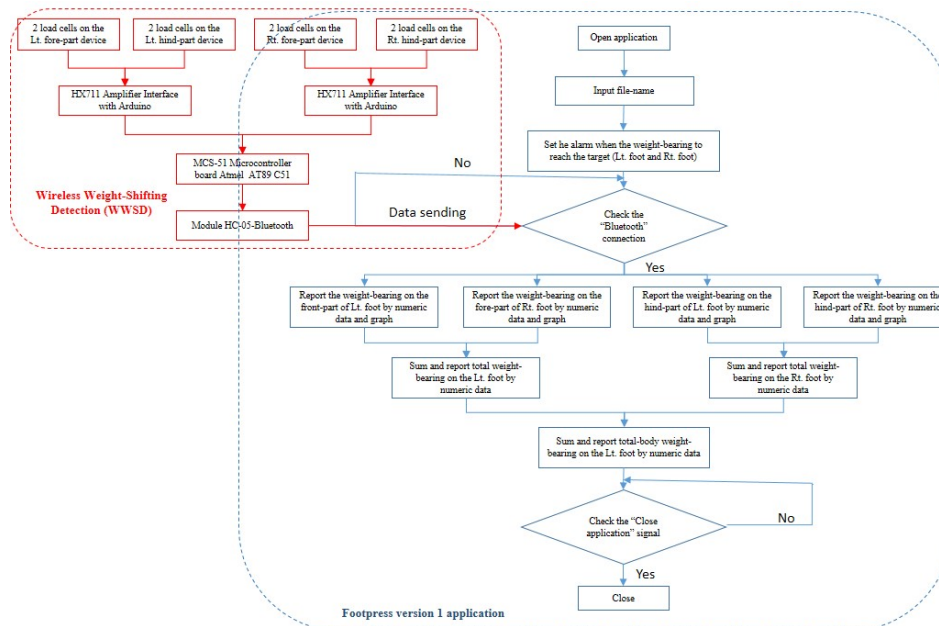 2 load cells on the
Lt. fore-part device
2 load cells on the
Lt. hind-part device
2 load cells on the
Rt. fore-part device
2 load cells on the
Rt. hind-part device
HX711 Amplifier Interface
with Arduino
HX711 Amplifier Interface
with Arduino
MCS-51 Microcontroller
board Atmel AT89 C51
Wireless Weight-Shifting
Detection (WWSD)
Module HC-05-Bluetooth
Data sending
No
Open application
Input file-name
Set he alarm when the weight-bearing to
reach the target (Lt. foot and Rt. foot)
Check the
“Bluetooth”
connection
Yes
Report the weight-bearing on the
front-part of Lt. foot by numeric
data and graph
Report the weight-bearing on the
fore-part of Rt. foot by numeric
data and graph
Report the weight-bearing on the
hind-part of Lt. foot by numeric
data and graph
Report the weight-bearing on the
hind-part of Rt. foot by numeric
data and graph
Sum and report total weight-
bearing on the Lt. foot by
numeric data
Sum and report total weight-
bearing on the Rt. foot by
numeric data
Sum and report total-body weight-
bearing on the Lt. foot by numeric data
Check the “Close
application” signal
No
Yes
Close
Footpress version 1 application